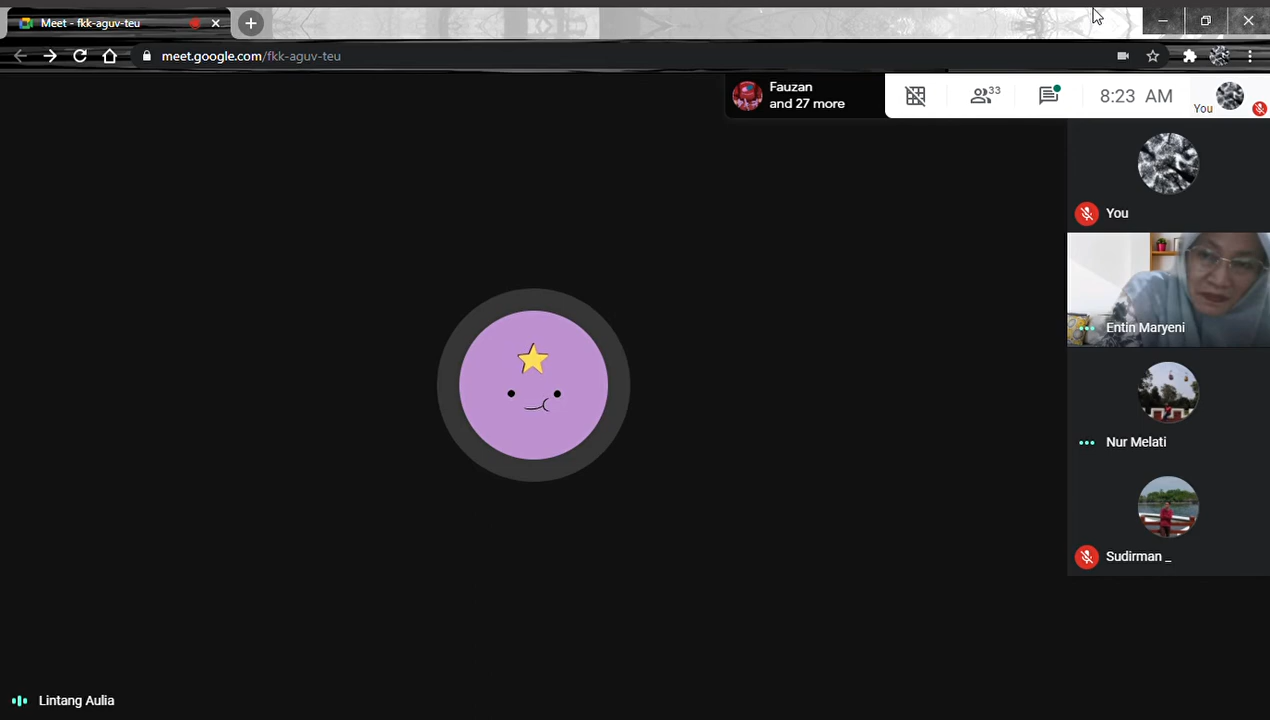 Meet - fkk-aguv-teu
meet.google.com/fkk-aguv-teu
Fauzan
and 27 more
33
8:23 AM
You
You
Entin Maryeni
Nur Melati
Sudirman _
Lintang Aulia